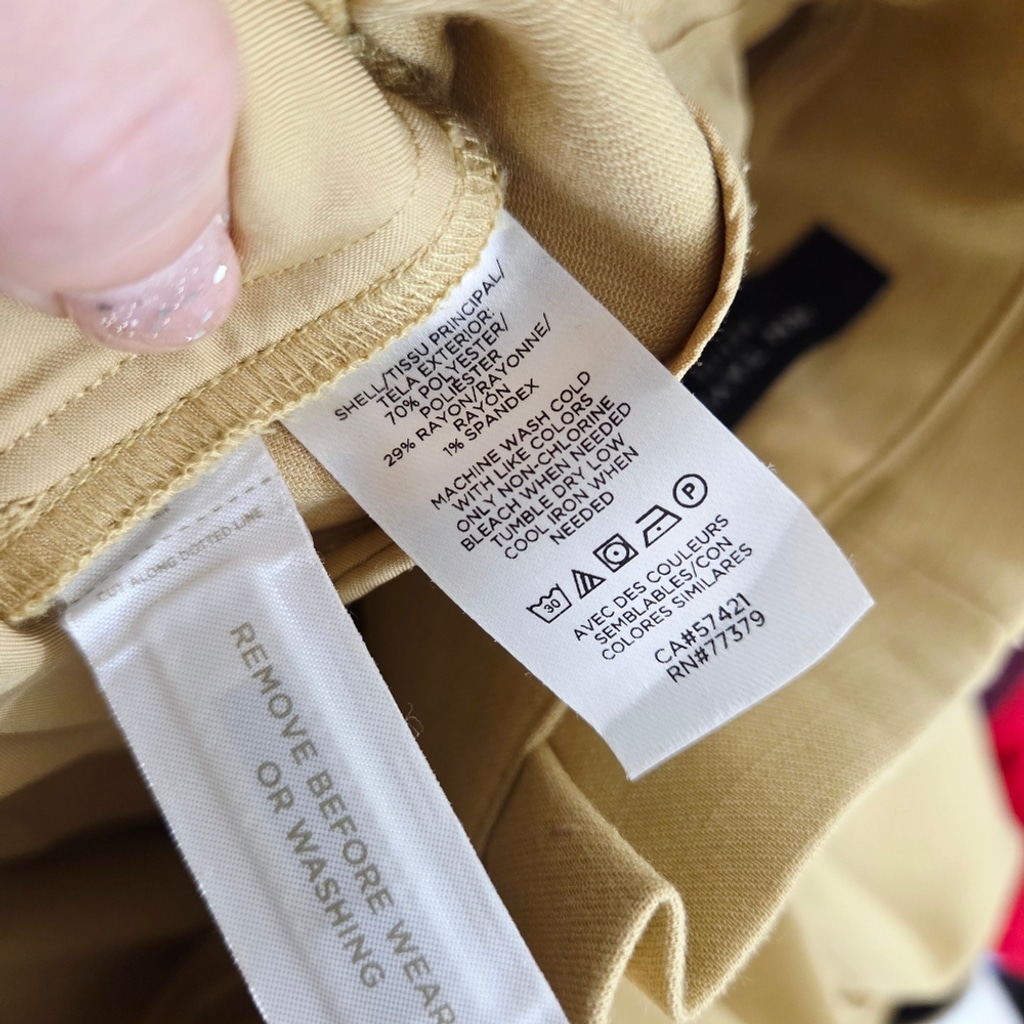 SHELL/TISSU PRINCIPAL/
TELA EXTERIOR:
70% POLYESTER/
POLIÉSTER
29% RAYON/RAYONNE/
RAYÓN
1% SPANDEX
MACHINE WASH COLD
WITH LIKE COLORS
ONLY NON-CHLORINE
BLEACH WHEN NEEDED
TUMBLE DRY LOW
COOL IRON WHEN
NEEDED
30 P
AVEC DES COULEURS
SEMBLABLES/CON
COLORES SIMILARES
CA#57421
RN#77379
CUT ALONG DOTTED LINE
REMOVE BEFORE WEAR
OR WASHING